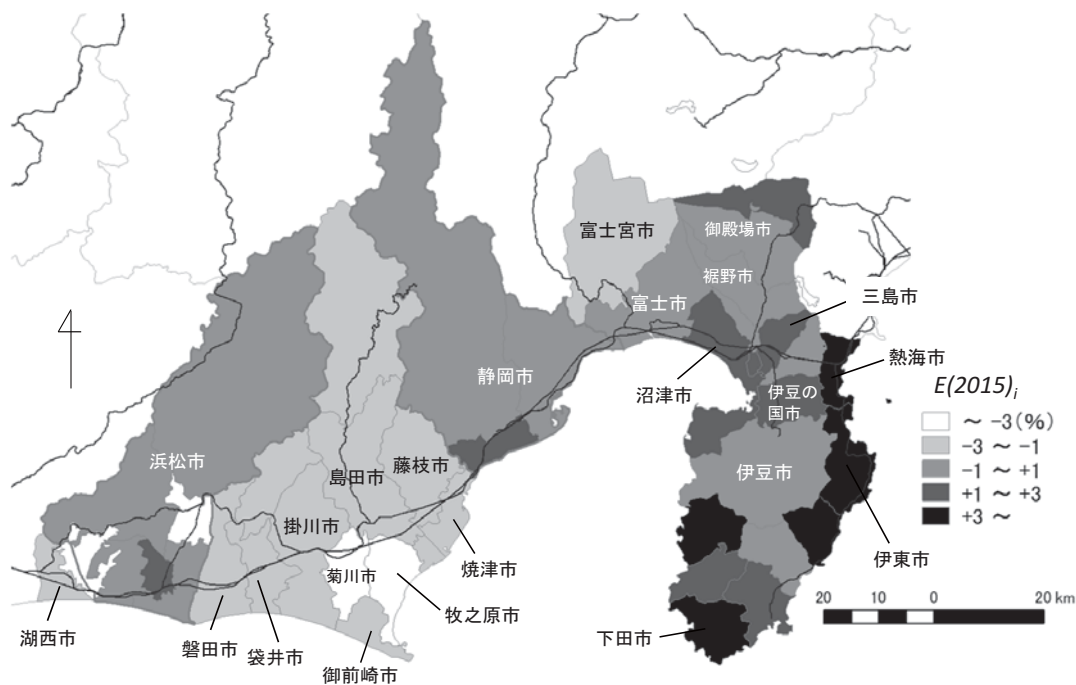 富士宮市
御殿場市
裾野市
富士市
三島市
熱海市
沼津市
伊豆の
国市
静岡市
浜松市
島田市
藤枝市
掛川市
伊豆市
伊東市
菊川市
焼津市
牧之原市
湖西市
磐田市
袋井市
御前崎市
下田市
E(2015)i
～ -3(%)
-3 ～ -1
-1 ～ +1
+1 ～ +3
+3 ～
20 10 0 20 km